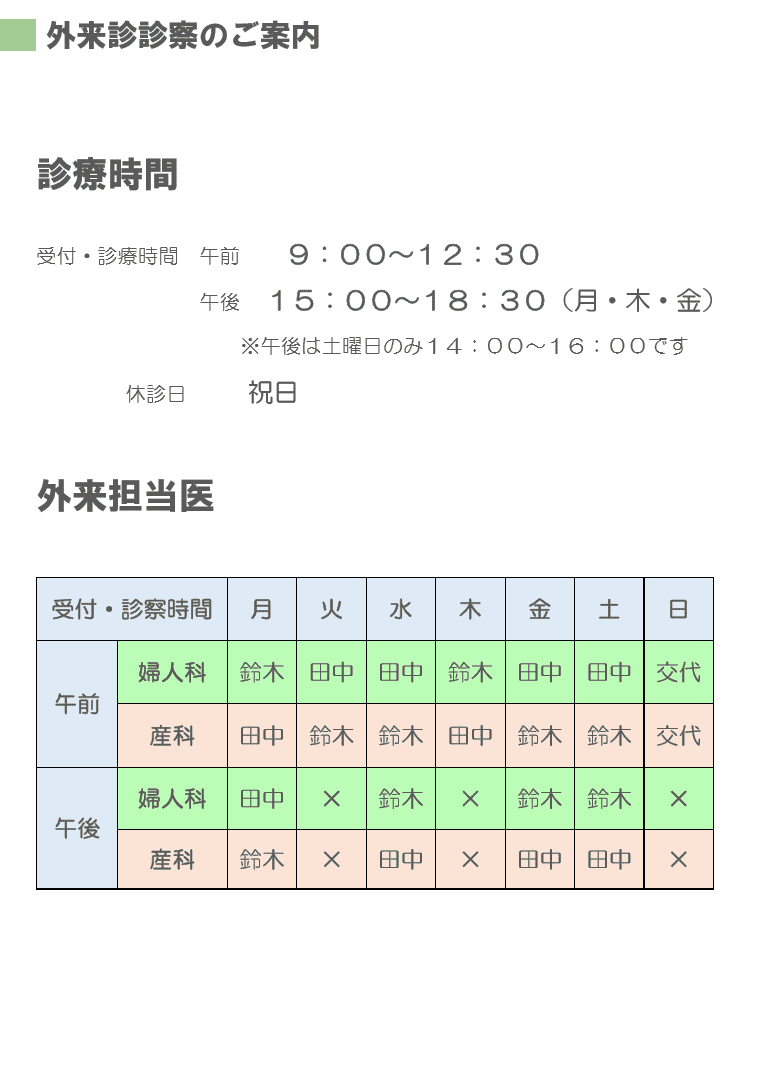 外来診診察のご案内
診療時間
受付・診療時間　午前　　９：００～１２：３０
午後　１５：００～１８：３０（月・木・金）
※午後は土曜日のみ１４：００～１６：００です
休診日　　　祝日
外来担当医
受付・診察時間 月 火 水 木 金 土 日
午前 婦人科 鈴木 田中 田中 鈴木 田中 田中 交代
産科 田中 鈴木 鈴木 田中 鈴木 鈴木 交代
午後 婦人科 田中 × 鈴木 × 鈴木 鈴木 ×
産科 鈴木 × 田中 × 田中 田中 ×